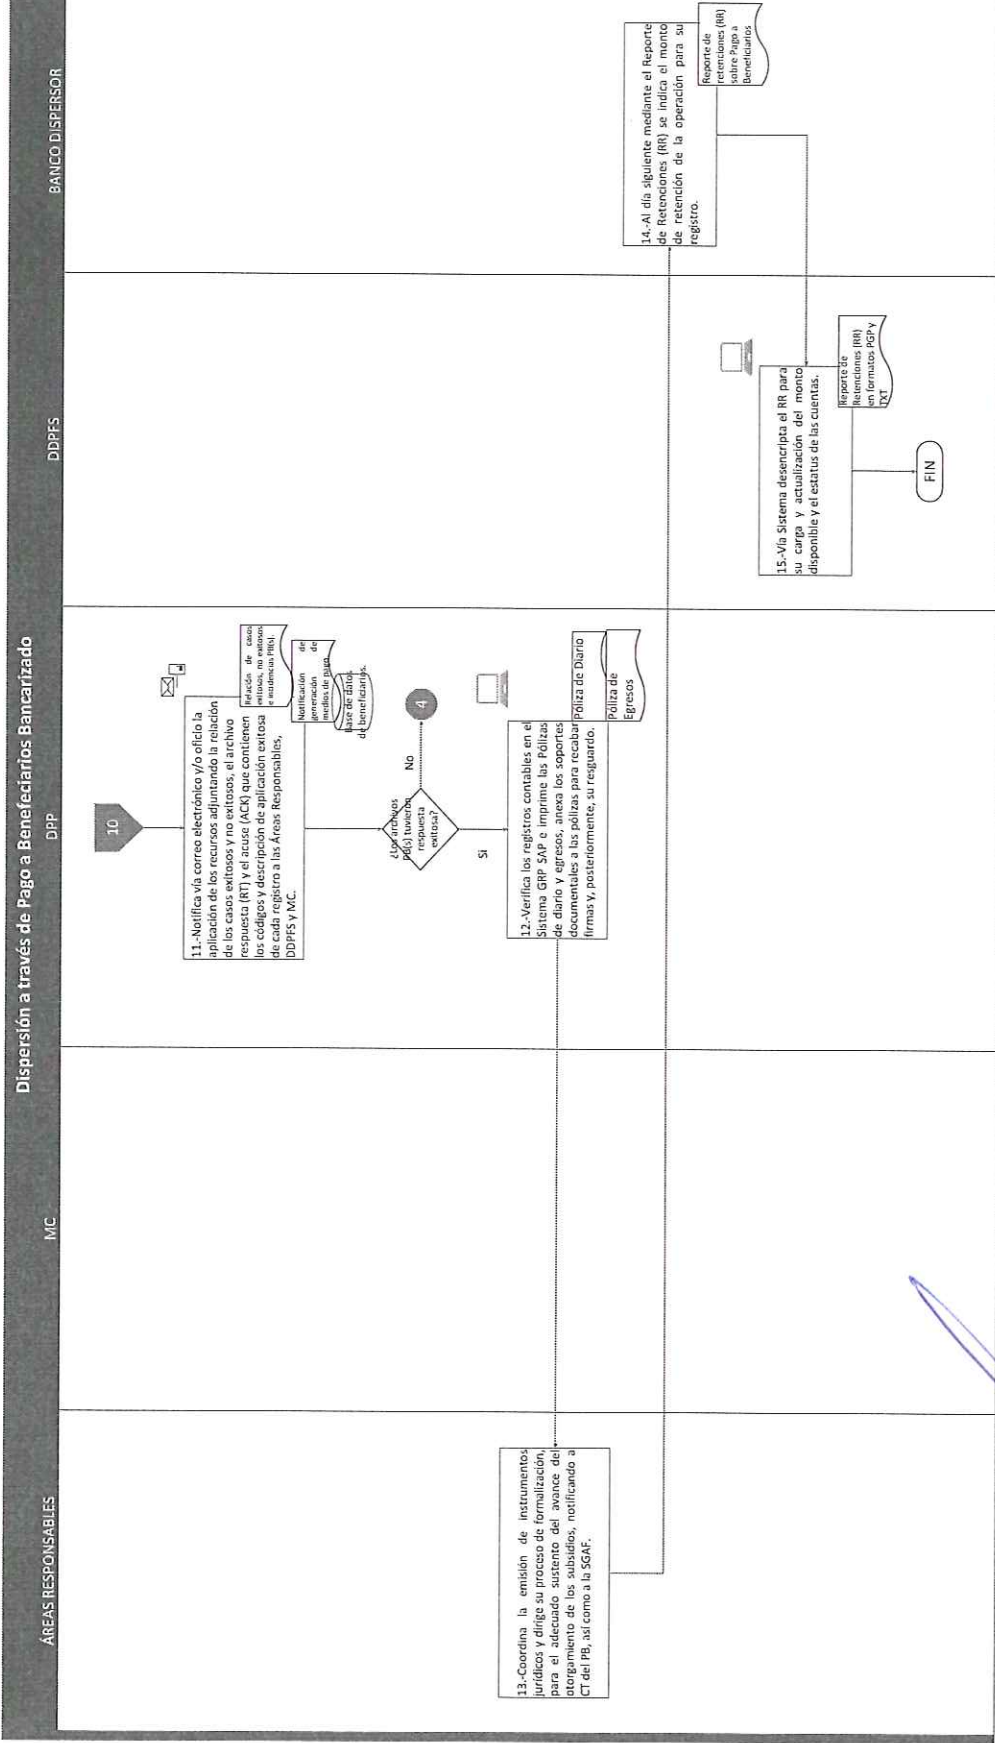 Dispersión a través de Pago a Benefeciarios Bancarizado
ÁREAS RESPONSABLES
MC
DPP
DDPFS
BANCO DISPERSOR
10
11.-Notifica vía correo electrónico y/o oficio la
aplicación de los recursos adjuntando la relación
de los casos exitosos y no exitosos, el archivo
respuesta (RT) y el acuse (ACK) que contienen
los códigos y descripción de aplicación exitosa
de cada registro a las Áreas Responsables,
DDPFS y MC.
Relación de casos
exitosos, no exitosos
e incidencias PB(s).
Notificación de
generación de
medios de pago
Base de datos
de beneficiarios.
¿Los archivos
PB(s) tuvieron
respuesta
exitosa?
No
4
Si
12.-Verifica los registros contables en el
Sistema GRP SAP e imprime las Pólizas
de diario y egresos, anexa los soportes
documentales a las pólizas para recabar
firmas y, posteriormente, su resguardo.
Póliza de Diario
Póliza de
Egresos
13.-Coordina la emisión de instrumentos
jurídicos y dirige su proceso de formalización,
para el adecuado sustento del avance del
otorgamiento de los subsidios, notificando a
CT del PB, así como a la SGAF.
14.-Al día siguiente mediante el Reporte
de Retenciones (RR) se indica el monto
de retención de la operación para su
registro.
Reporte de
retenciones (RR)
sobre Pago a
Beneficiarios
15.-Vía Sistema desencripta el RR para
su carga y actualización del monto
disponible y el estatus de las cuentas.
Reporte de
Retenciones (RR)
en formatos PGP y
TXT
FIN